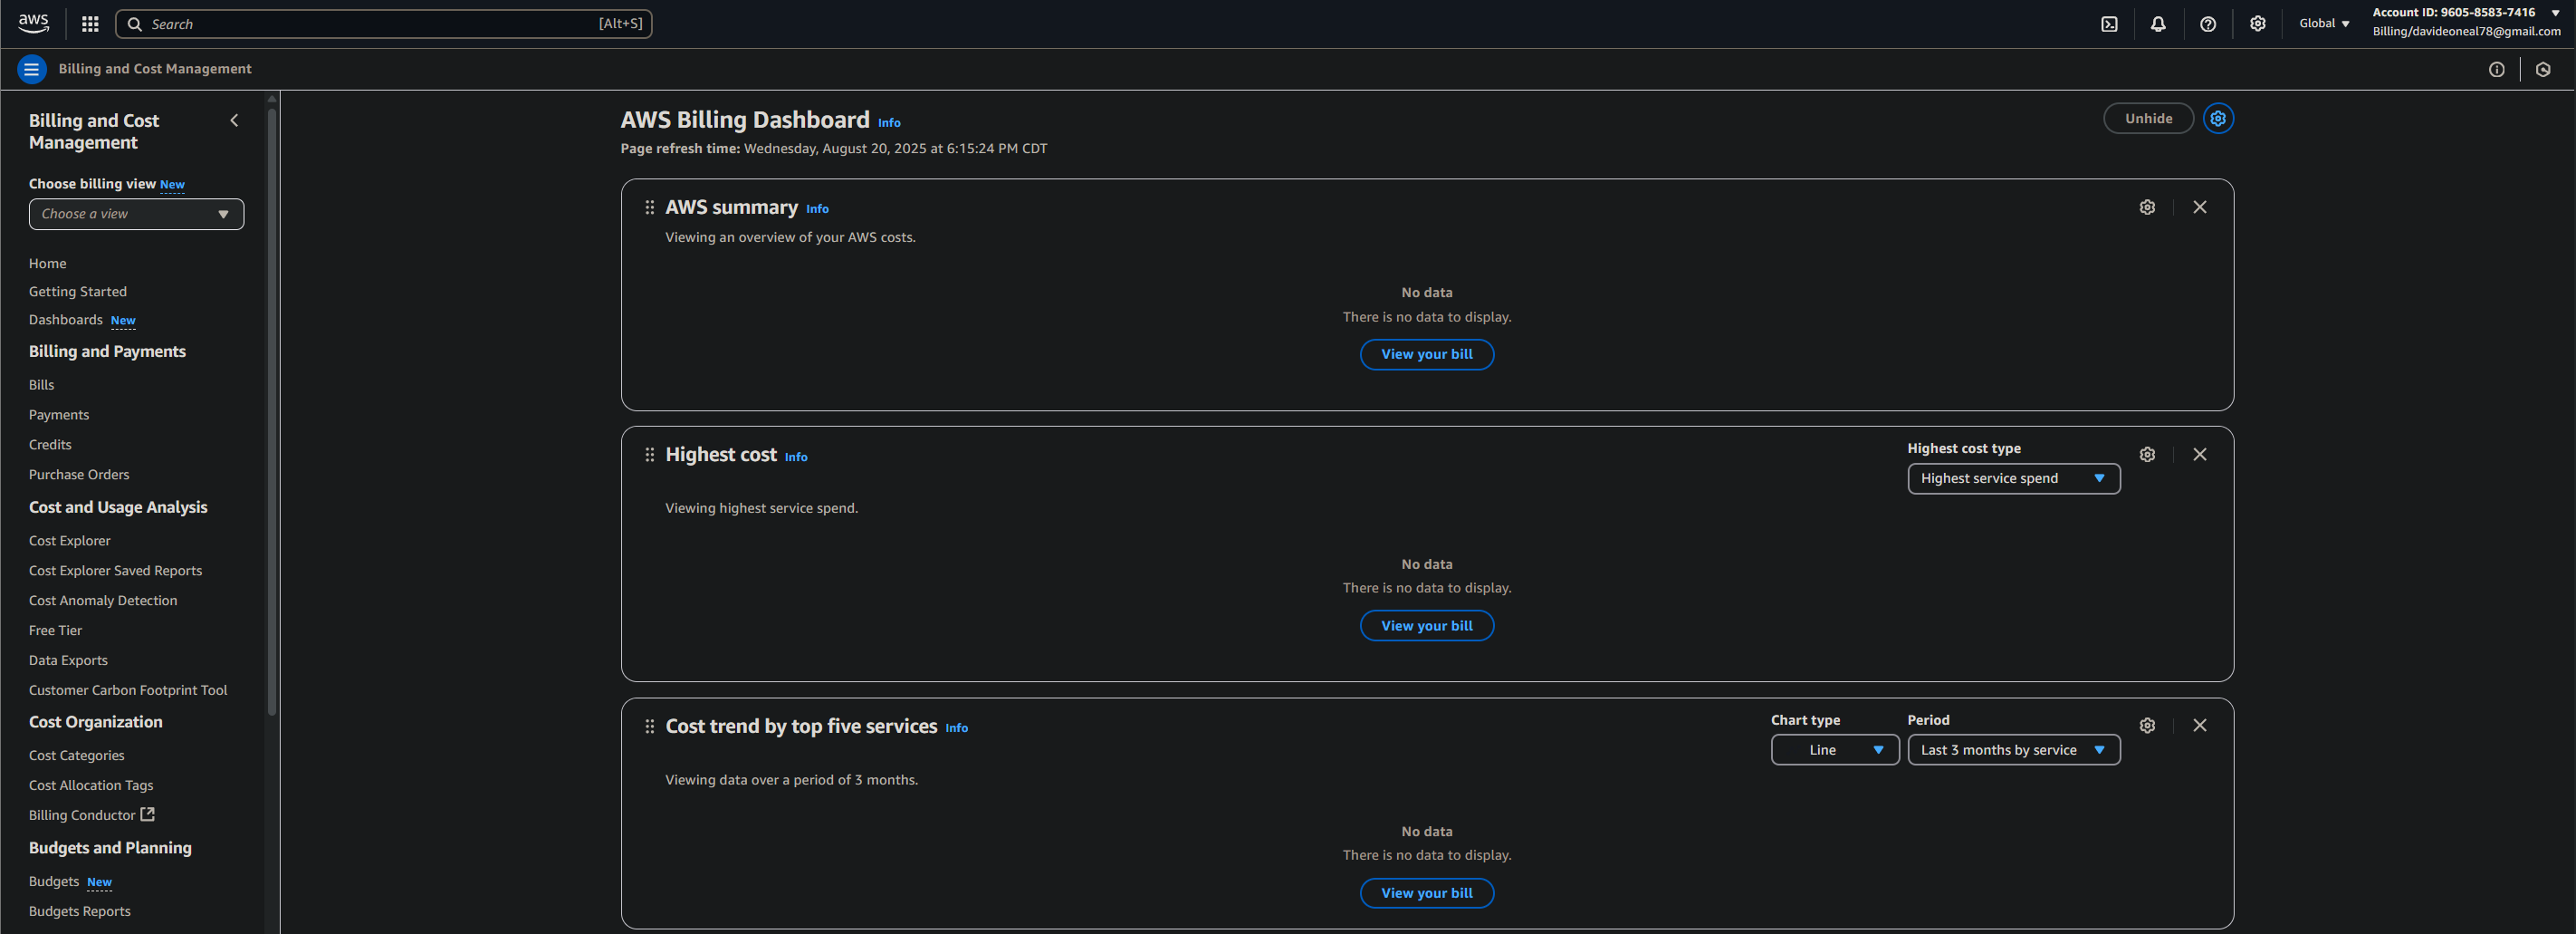 aws
Search [Alt+S]
Global
Account ID: 9605-8583-7416
Billing/davideoneal78@gmail.com
Billing and Cost Management
Billing and Cost
Management
Choose billing view New
Choose a view
Home
Getting Started
Dashboards New
Billing and Payments
Bills
Payments
Credits
Purchase Orders
Cost and Usage Analysis
Cost Explorer
Cost Explorer Saved Reports
Cost Anomaly Detection
Free Tier
Data Exports
Customer Carbon Footprint Tool
Cost Organization
Cost Categories
Cost Allocation Tags
Billing Conductor
Budgets and Planning
Budgets New
Budgets Reports
AWS Billing Dashboard Info
Unhide
Page refresh time: Wednesday, August 20, 2025 at 6:15:24 PM CDT
AWS summary Info
Viewing an overview of your AWS costs.
No data
There is no data to display.
View your bill
Highest cost Info
Highest cost type
Highest service spend
Viewing highest service spend.
No data
There is no data to display.
View your bill
Cost trend by top five services Info
Chart type
Line
Period
Last 3 months by service
Viewing data over a period of 3 months.
No data
There is no data to display.
View your bill